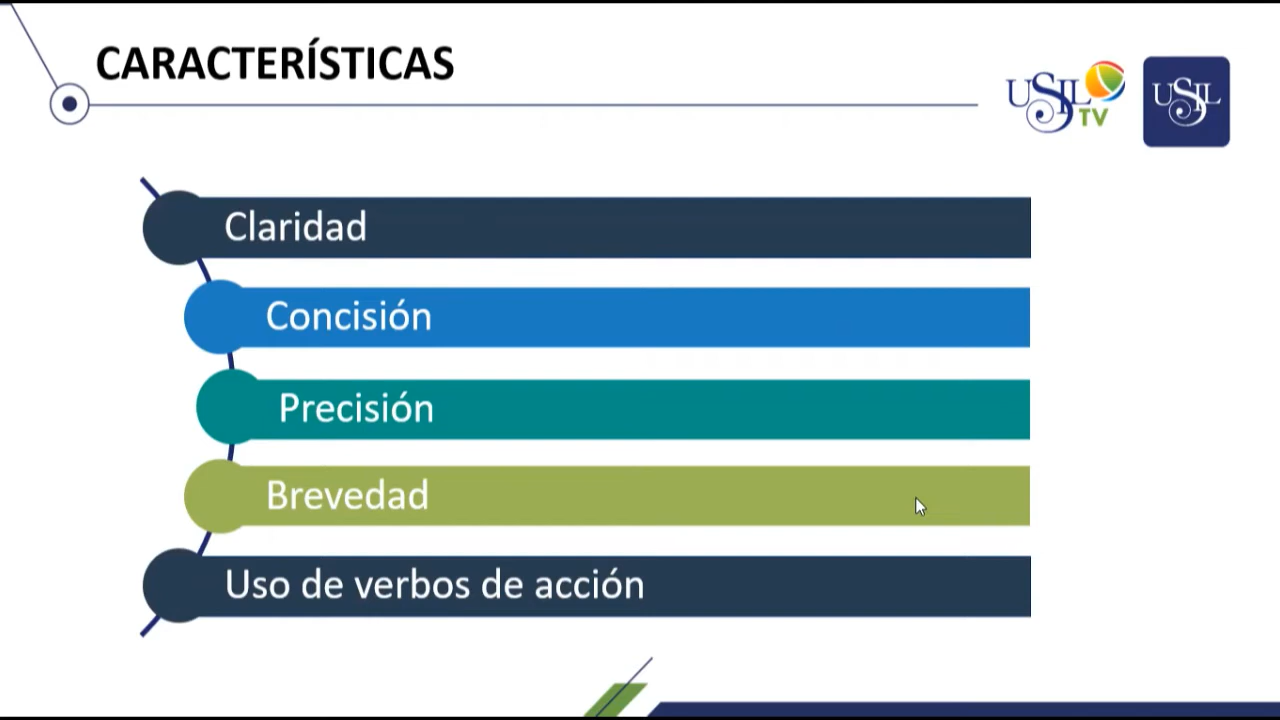 CARACTERÍSTICAS
USIL
TV
USIL
Claridad
Concisión
Precisión
Brevedad
Uso de verbos de acción